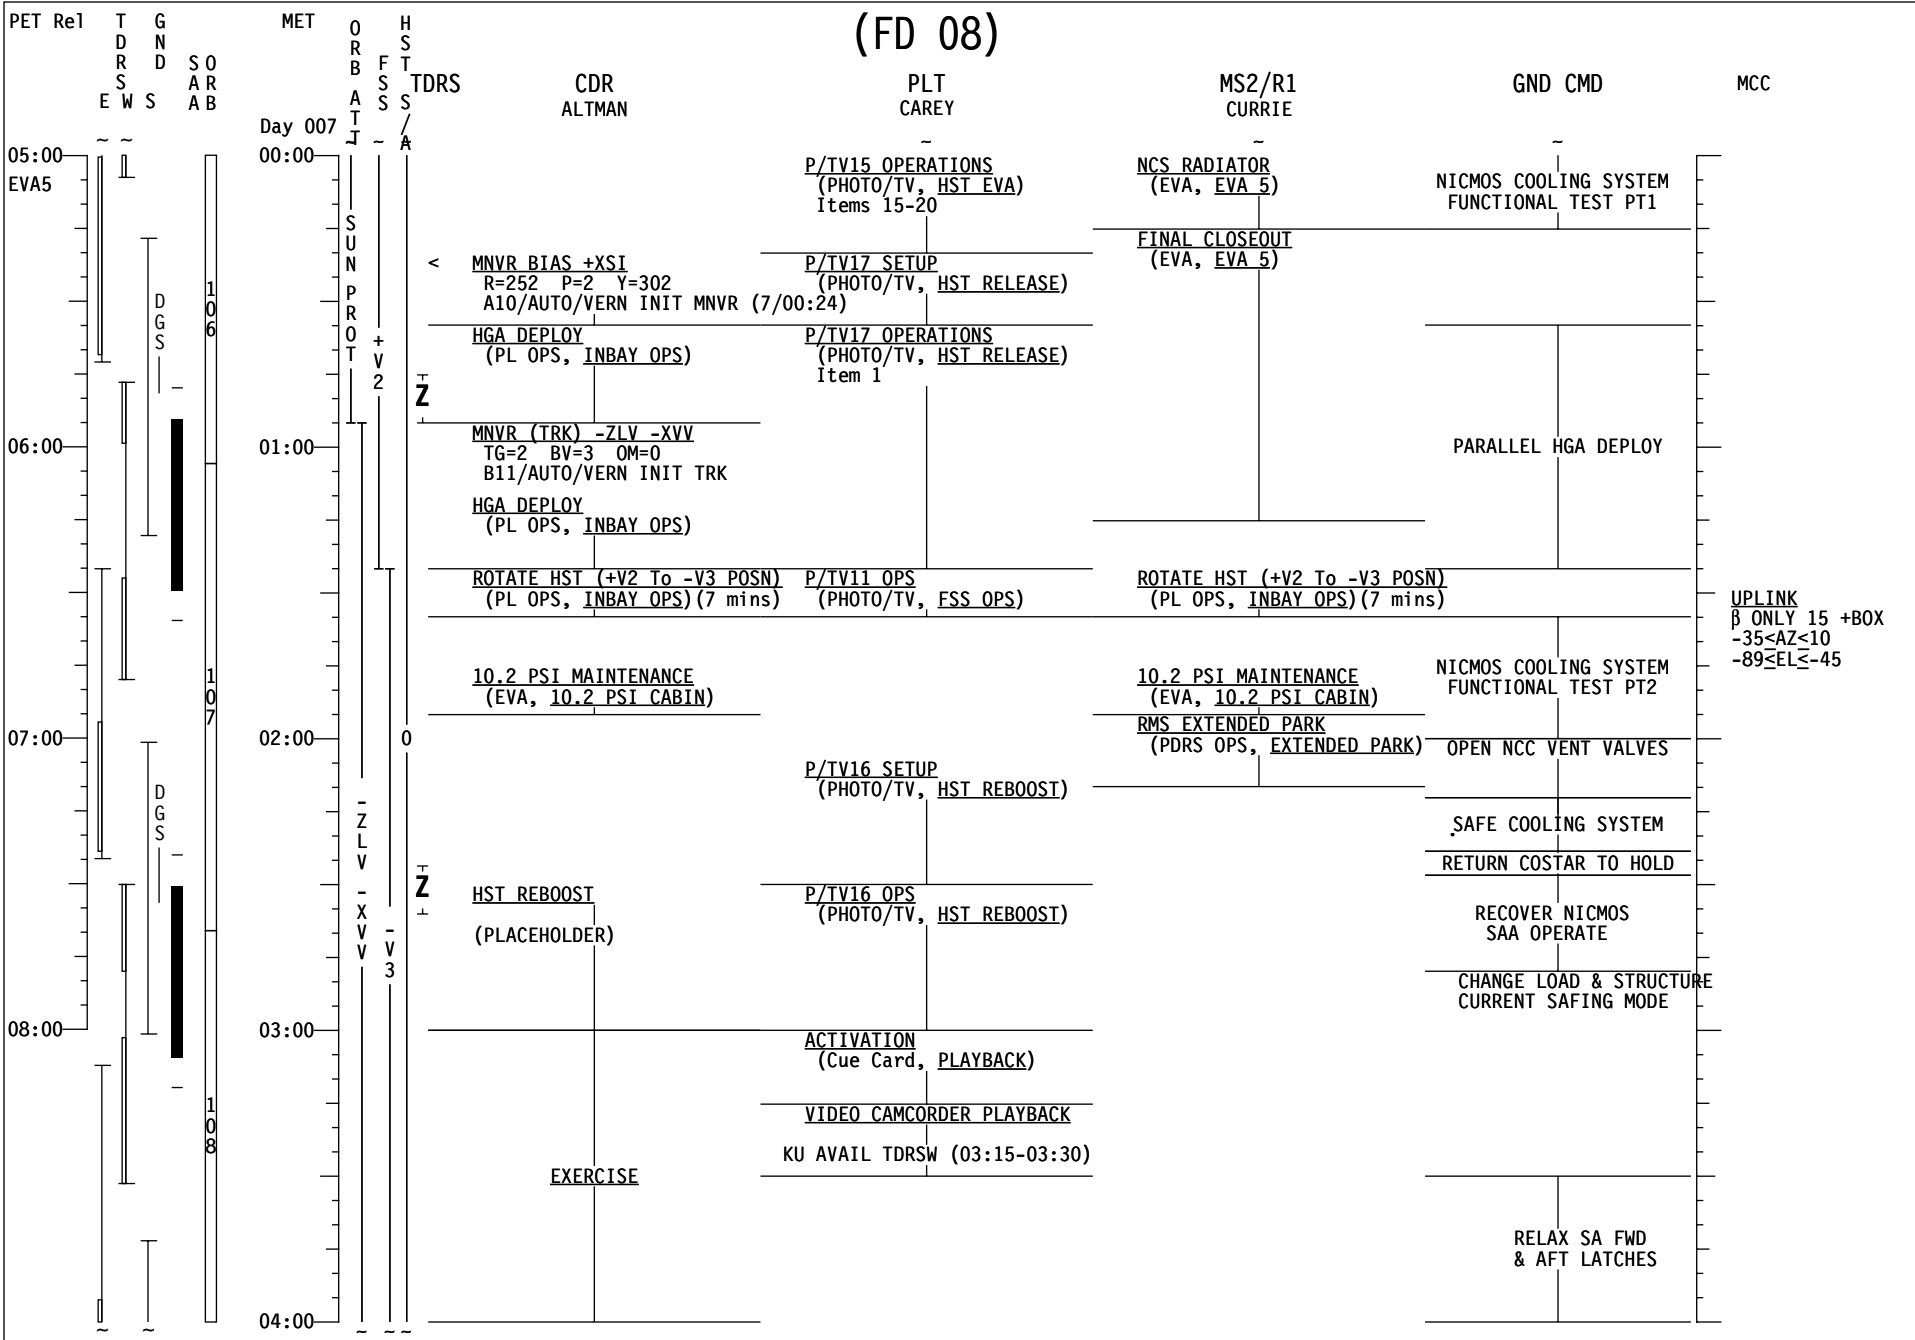 (FD 08)
PET Rel
TDRS
E W
GND
S
SAA
ORB
MET
ORB ATT
FSS
HST S/A
TDRS
CDR
ALTMAN
PLT
CAREY
MS2/R1
CURRIE
GND CMD
MCC
Day 007
05:00
EVA5
06:00
07:00
08:00
DGS
DGS
106
107
108
00:00
01:00
02:00
03:00
04:00
SUN PROT
-ZLV -XVV
+V2
-V3
0
<
Z
Z
MNVR BIAS +XSI
R=252 P=2 Y=302
A10/AUTO/VERN INIT MNVR (7/00:24)
HGA DEPLOY
(PL OPS, INBAY OPS)
MNVR (TRK) -ZLV -XVV
TG=2 BV=3 OM=0
B11/AUTO/VERN INIT TRK
HGA DEPLOY
(PL OPS, INBAY OPS)
ROTATE HST (+V2 To -V3 POSN)
(PL OPS, INBAY OPS)(7 mins)
10.2 PSI MAINTENANCE
(EVA, 10.2 PSI CABIN)
HST REBOOST
(PLACEHOLDER)
EXERCISE
P/TV15 OPERATIONS
(PHOTO/TV, HST EVA)
Items 15-20
P/TV17 SETUP
(PHOTO/TV, HST RELEASE)
P/TV17 OPERATIONS
(PHOTO/TV, HST RELEASE)
Item 1
P/TV11 OPS
(PHOTO/TV, FSS OPS)
P/TV16 SETUP
(PHOTO/TV, HST REBOOST)
P/TV16 OPS
(PHOTO/TV, HST REBOOST)
ACTIVATION
(Cue Card, PLAYBACK)
VIDEO CAMCORDER PLAYBACK
KU AVAIL TDRSW (03:15-03:30)
NCS RADIATOR
(EVA, EVA 5)
FINAL CLOSEOUT
(EVA, EVA 5)
ROTATE HST (+V2 To -V3 POSN)
(PL OPS, INBAY OPS)(7 mins)
10.2 PSI MAINTENANCE
(EVA, 10.2 PSI CABIN)
RMS EXTENDED PARK
(PDRS OPS, EXTENDED PARK)
NICMOS COOLING SYSTEM
FUNCTIONAL TEST PT1
PARALLEL HGA DEPLOY
NICMOS COOLING SYSTEM
FUNCTIONAL TEST PT2
OPEN NCC VENT VALVES
SAFE COOLING SYSTEM
RETURN COSTAR TO HOLD
RECOVER NICMOS
SAA OPERATE
CHANGE LOAD & STRUCTURE
CURRENT SAFING MODE
RELAX SA FWD
& AFT LATCHES
UPLINK
β ONLY 15 +BOX
-35≤AZ≤10
-89≤EL≤-45